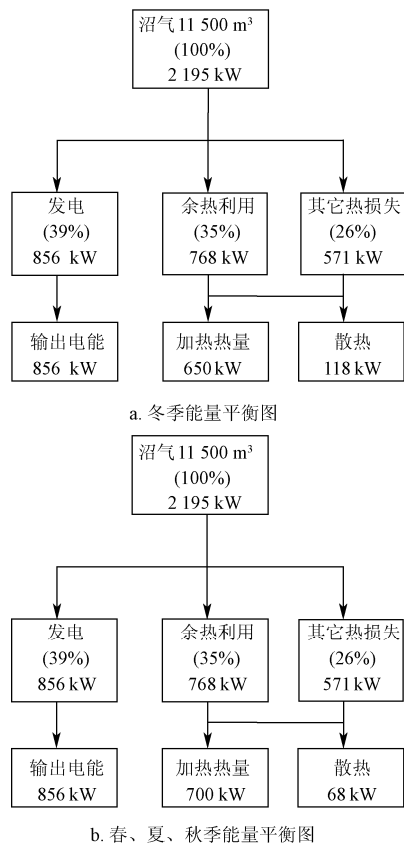 沼气 11 500 m³
(100%)
2 195 kW
发电
(39%)
856 kW
余热利用
(35%)
768 kW
其它热损失
(26%)
571 kW
输出电能
856 kW
加热热量
650 kW
散热
118 kW
a. 冬季能量平衡图
沼气 11 500 m³
(100%)
2 195 kW
发电
(39%)
856 kW
余热利用
(35%)
768 kW
其它热损失
(26%)
571 kW
输出电能
856 kW
加热热量
700 kW
散热
68 kW
b. 春、夏、秋季能量平衡图